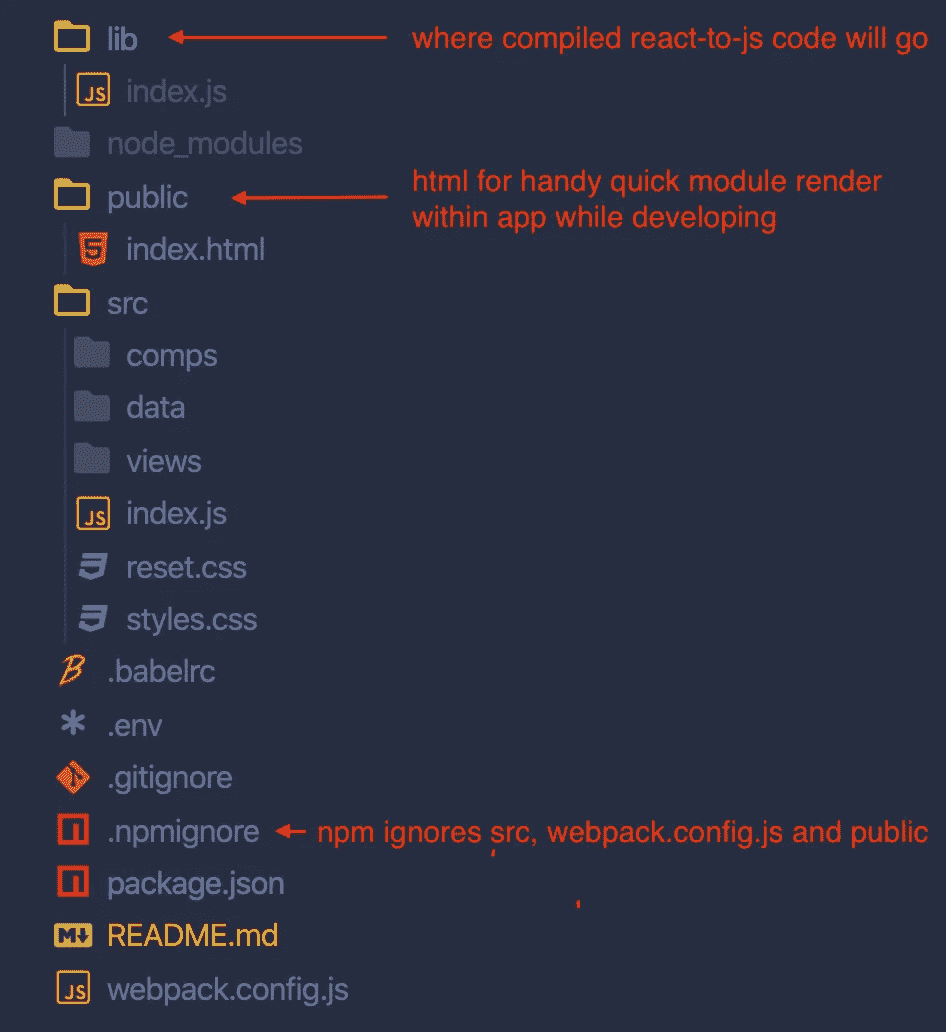 lib where compiled react-to-js code will go
JS index.js
node_modules
public html for handy quick module render
within app while developing
5 index.html
src
comps
data
views
JS index.js
reset.css
styles.css
B .babelrc
* .env
.gitignore
.npmignore npm ignores src, webpack.config.js and public
package.json
M README.md
JS webpack.config.js